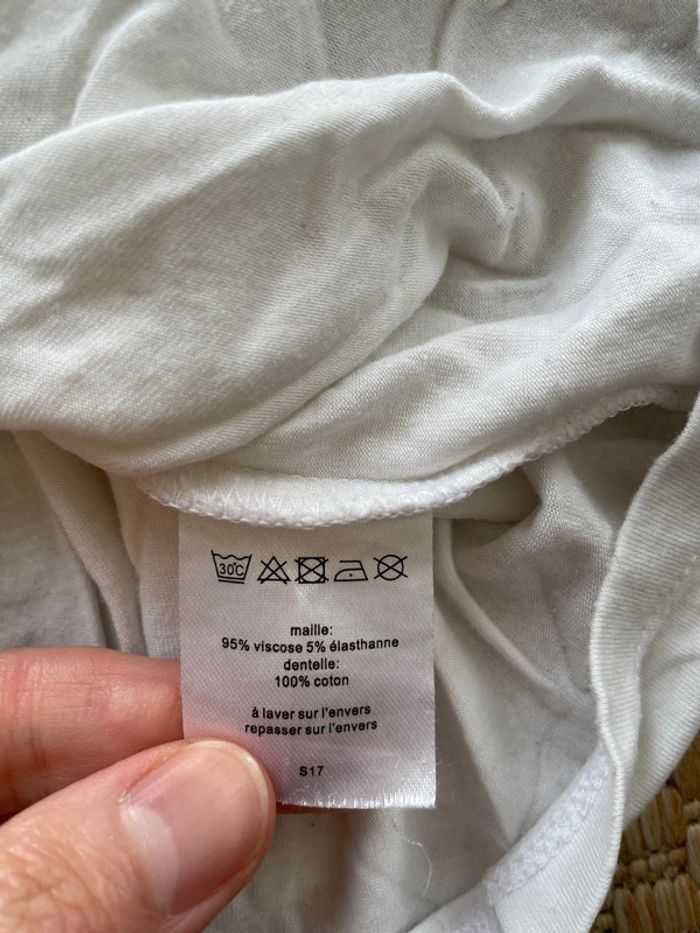 30°C
maille:
95% viscose 5% élasthanne
dentelle:
100% coton
à laver sur l'envers
repasser sur l'envers
S17